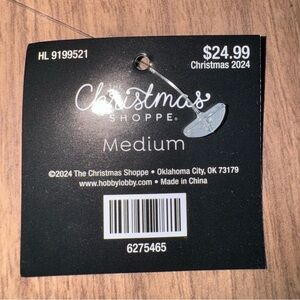 HL 9199521
$24.99
Christmas 2024
Christmas
SHOPPE®
Medium
©2024 The Christmas Shoppe • Oklahoma City, OK 73179
www.hobbylobby.com • Made in China
6275465